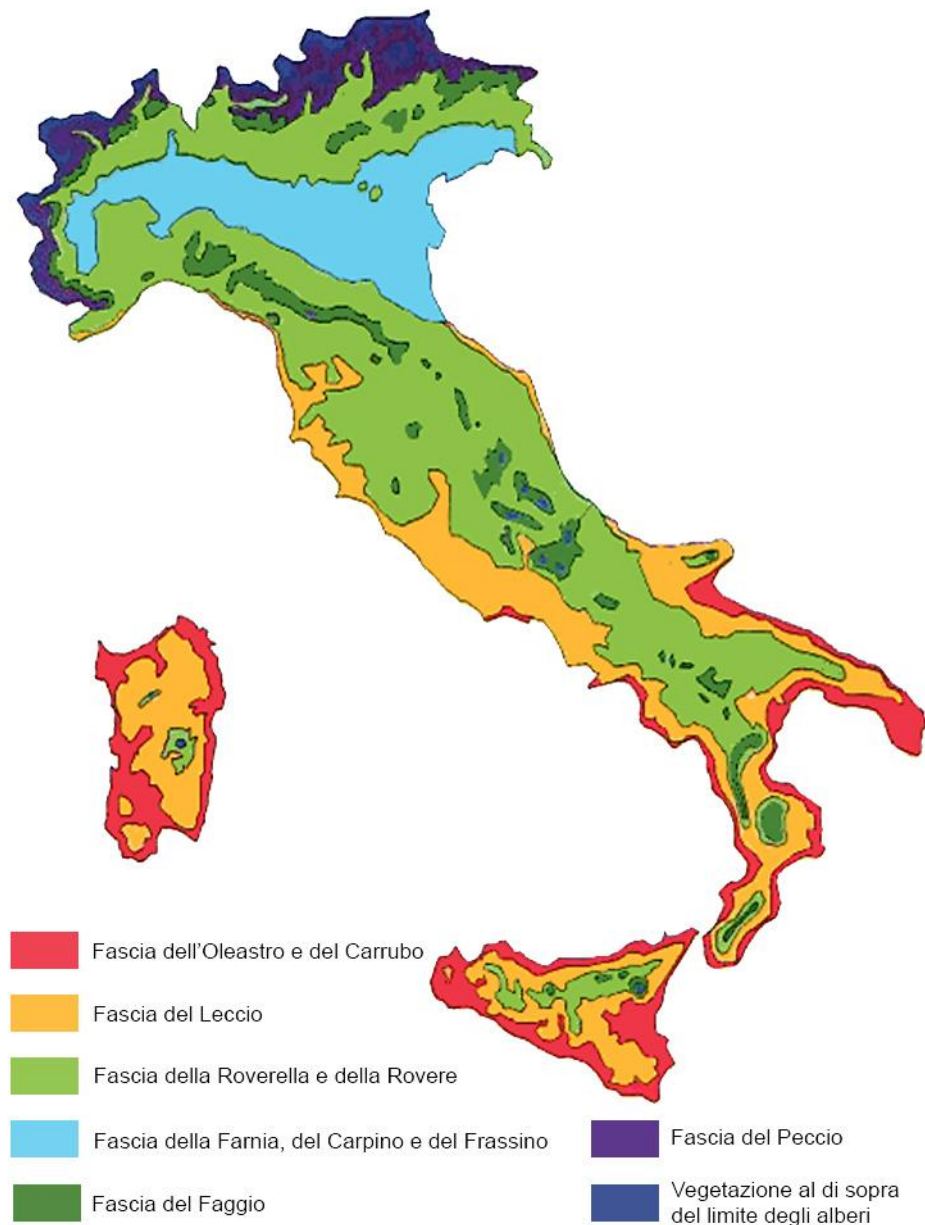 Fascia dell'Oleastro e del Carrubo
Fascia del Leccio
Fascia della Roverella e della Rovere
Fascia della Farnia, del Carpino e del Frassino
Fascia del Faggio
Fascia del Peccio
Vegetazione al di sopra
del limite degli alberi